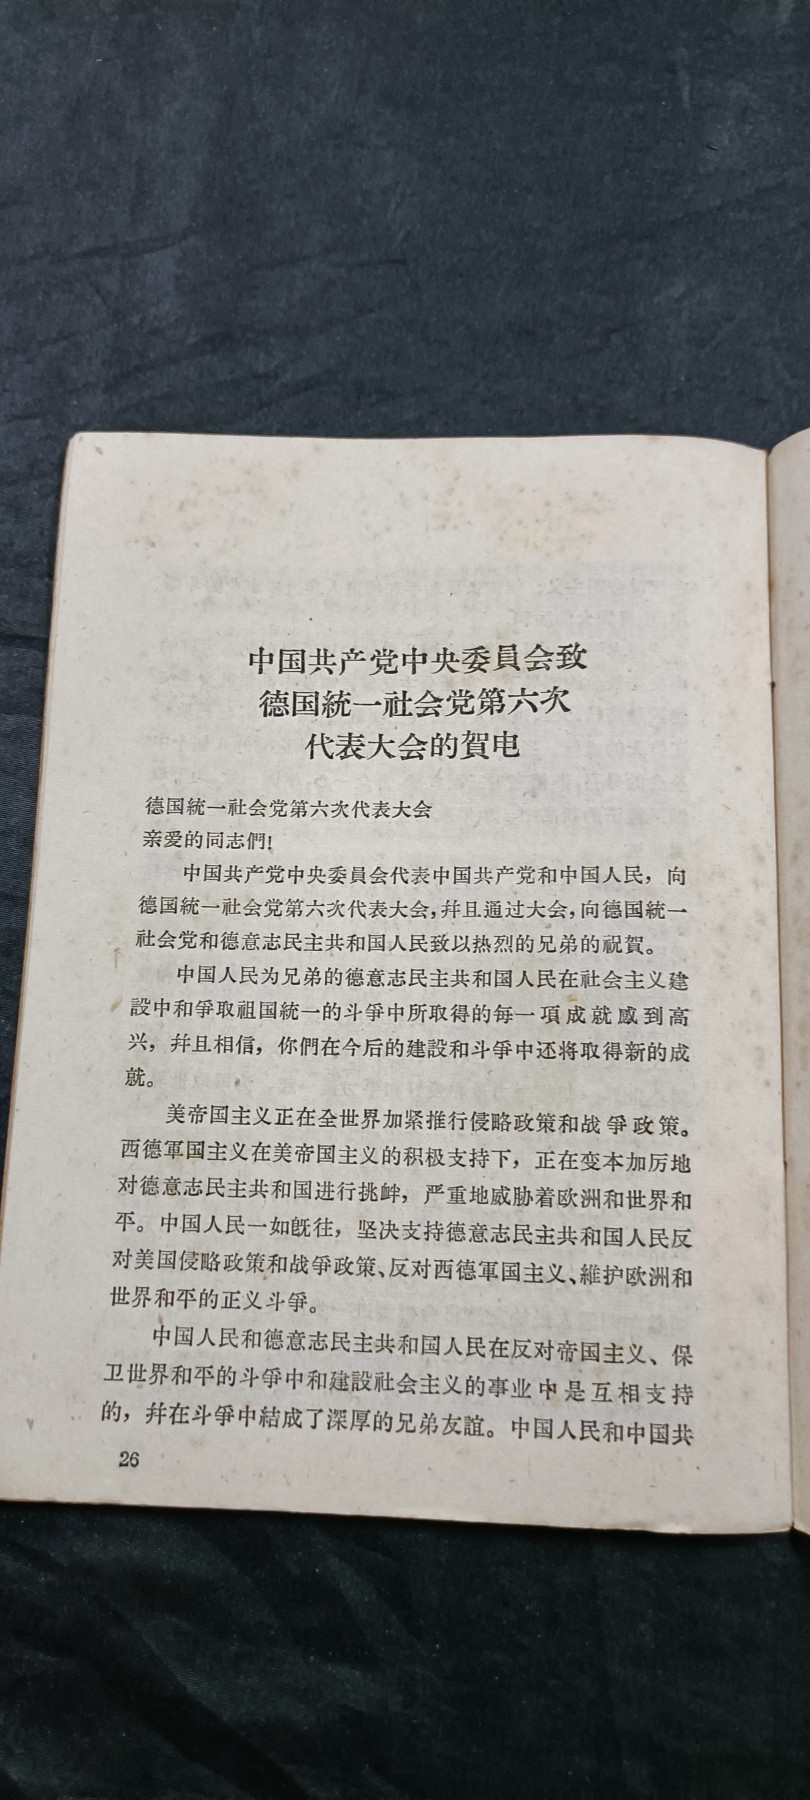 中国共产党中央委員会致
德国統一社会党第六次
代表大会的賀电
德国統一社会党第六次代表大会
亲爱的同志們!
中国共产党中央委員会代表中国共产党和中国人民，向
德国統一社会党第六次代表大会，幷且通过大会，向德国統一
社会党和德意志民主共和国人民致以热烈的兄弟的祝賀。
中国人民为兄弟的德意志民主共和国人民在社会主义建
設中和爭取祖国統一的斗爭中所取得的每一項成就感到高
兴，幷且相信，你們在今后的建設和斗爭中还将取得新的成
就。
美帝国主义正在全世界加紧推行侵略政策和战爭政策。
西德軍国主义在美帝国主义的积极支持下，正在变本加厉地
对德意志民主共和国进行挑衅，严重地威胁着欧洲和世界和
平。中国人民一如旣往，坚决支持德意志民主共和国人民反
对美国侵略政策和战爭政策、反对西德軍国主义、維护欧洲和
世界和平的正义斗爭。
中国人民和德意志民主共和国人民在反对帝国主义、保
卫世界和平的斗爭中和建設社会主义的事业中是互相支持
的，幷在斗爭中結成了深厚的兄弟友誼。中国人民和中国共
26